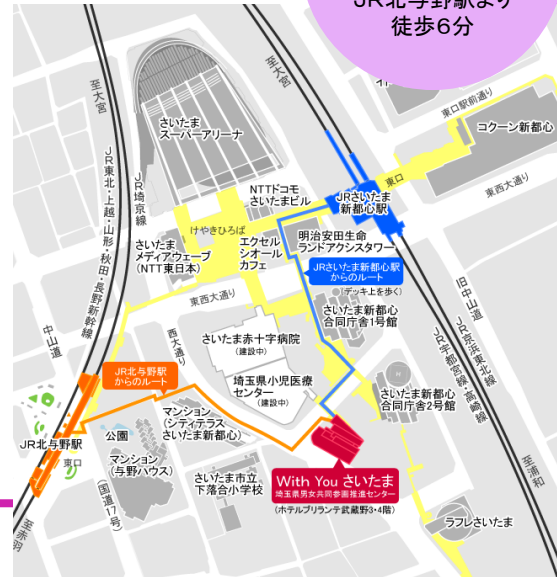 JR北与野駅より
徒歩6分
至大宮
至大宮
東口駅前通り
コクーン新都心
さいたま
スーパーアリーナ
JR東北・上越・山形・秋田・長野新幹線
JR埼京線
東口
東西大通り
NTTドコモ
さいたまビル
JRさいたま
新都心駅
けやきひろば
さいたま
メディアウェーブ
(NTT東日本)
エクセル
シオール
カフェ
明治安田生命
ランドアクシスタワー
JRさいたま新都心駅
からのルート
(デッキ上を歩く)
旧中山道
東西大通り
中山道
西大通り
さいたま新都心
合同庁舎1号館
さいたま赤十字病院
(建設中)
JR京浜東北線
JR宇都宮線・高崎線
JR北与野駅
からのルート
埼玉県小児医療
センター
(建設中)
さいたま新都心
合同庁舎2号館
マンション
(シティテラス
さいたま新都心)
JR北与野駅
公園
東口
マンション
(与野ハウス)
(国道17号)
さいたま市立
下落合小学校
With You さいたま
埼玉県男女共同参画推進センター
(ホテルブリランテ武蔵野3・4階)
至浦和
至赤羽
ラフレさいたま